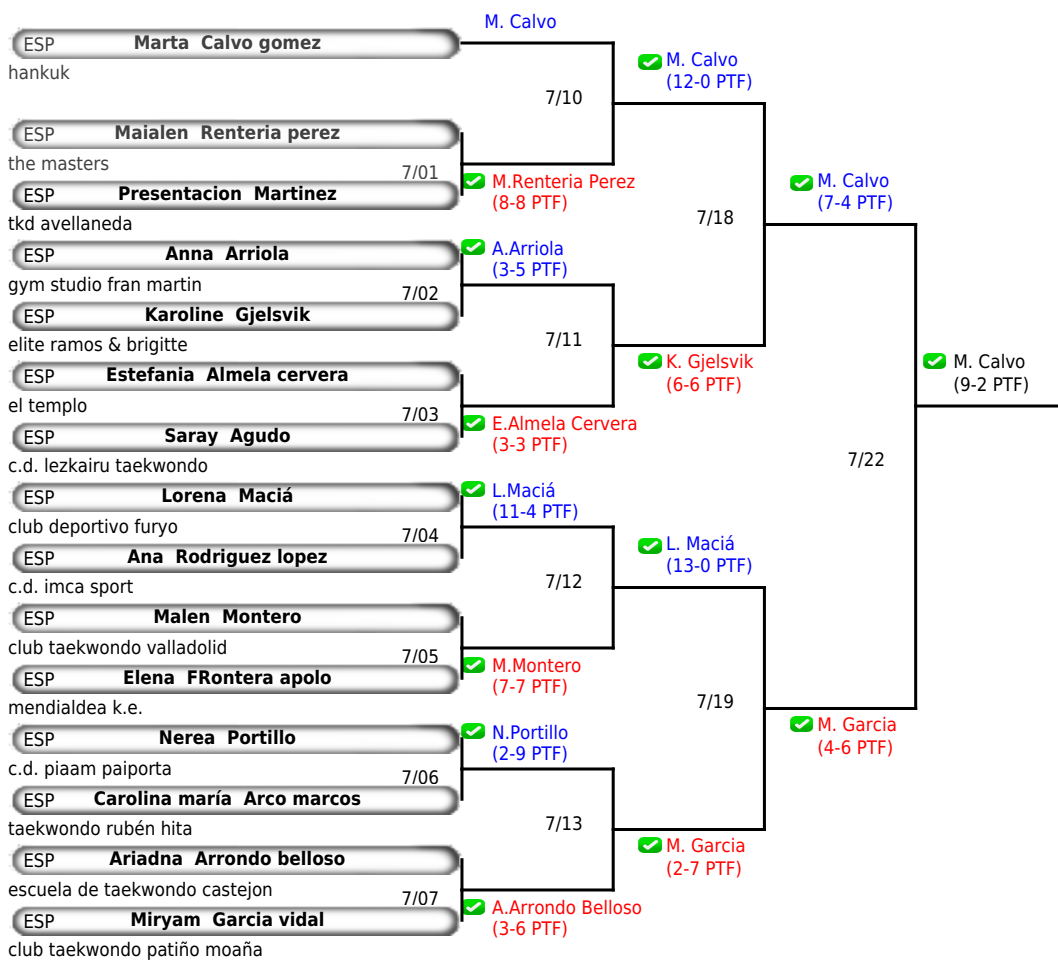 M. Calvo
ESP Marta Calvo gomez
hankuk
M. Calvo
(12-0 PTF)
7/10
ESP Maialen Renteria perez
the masters
7/01
ESP Presentacion Martinez
tkd avellaneda
M.Renteria Perez
(8-8 PTF)
M. Calvo
(7-4 PTF)
7/18
ESP Anna Arriola
gym studio fran martin
A.Arriola
(3-5 PTF)
7/02
ESP Karoline Gjelsvik
elite ramos & brigitte
7/11
K. Gjelsvik
(6-6 PTF)
M. Calvo
(9-2 PTF)
ESP Estefania Almela cervera
el templo
7/03
ESP Saray Agudo
c.d. lezkairu taekwondo
E.Almela Cervera
(3-3 PTF)
7/22
ESP Lorena Maciá
club deportivo furyo
L.Maciá
(11-4 PTF)
7/04
ESP Ana Rodriguez lopez
c.d. imca sport
L. Maciá
(13-0 PTF)
7/12
ESP Malen Montero
club taekwondo valladolid
7/05
ESP Elena FRontera apolo
mendialdea k.e.
M.Montero
(7-7 PTF)
7/19
M. Garcia
(4-6 PTF)
ESP Nerea Portillo
c.d. piaam paiporta
N.Portillo
(2-9 PTF)
7/06
ESP Carolina maría Arco marcos
taekwondo rubén hita
7/13
M. Garcia
(2-7 PTF)
ESP Ariadna Arrondo belloso
escuela de taekwondo castejon
7/07
ESP Miryam Garcia vidal
club taekwondo patiño moaña
A.Arrondo Belloso
(3-6 PTF)